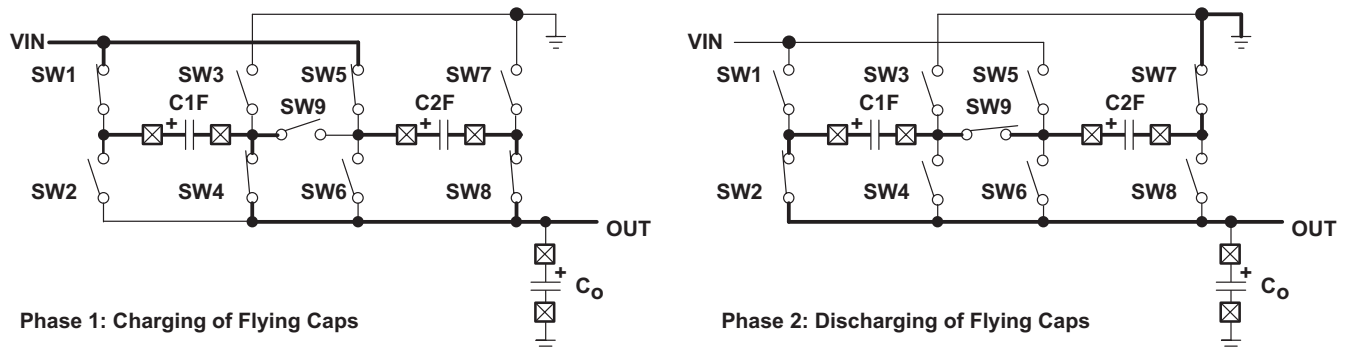 VIN
SW1
SW3
SW5
SW7
C1F
SW9
C2F
+
+
SW2
SW4
SW6
SW8
OUT
+
Co
Phase 1: Charging of Flying Caps
VIN
SW1
SW3
SW5
SW7
C1F
SW9
C2F
+
+
SW2
SW4
SW6
SW8
OUT
+
Co
Phase 2: Discharging of Flying Caps